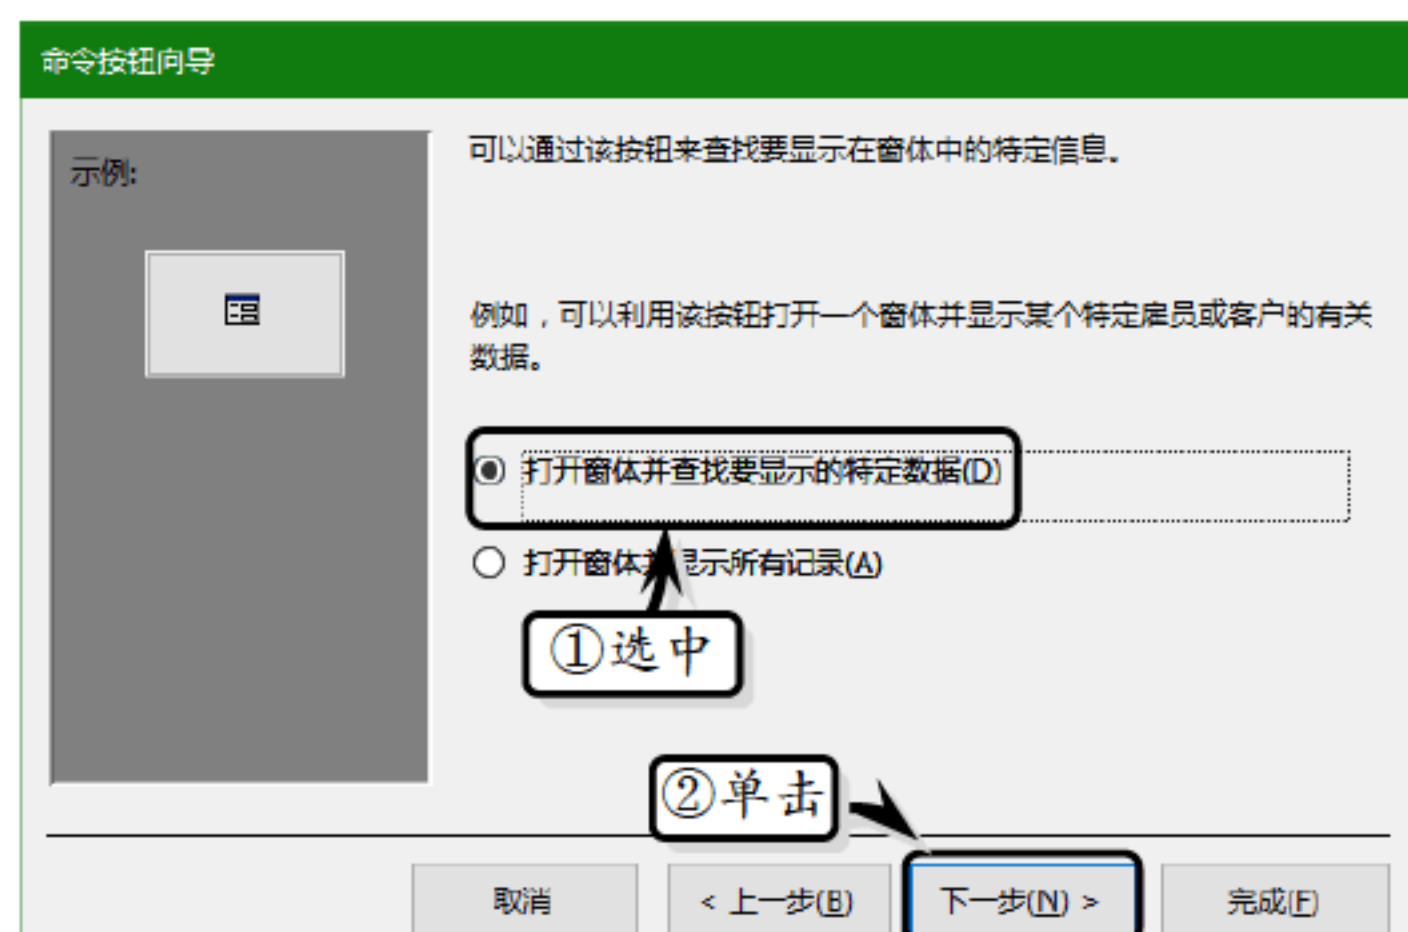 命令按钮向导
示例:
可以通过该按钮来查找要显示在窗体中的特定信息。
例如，可以利用该按钮打开一个窗体并显示某个特定雇员或客户的有关
数据。
打开窗体并查找要显示的特定数据(D)
打开窗体并显示所有记录(A)
①选中
②单击
取消
< 上一步(B)
下一步(N) >
完成(F)